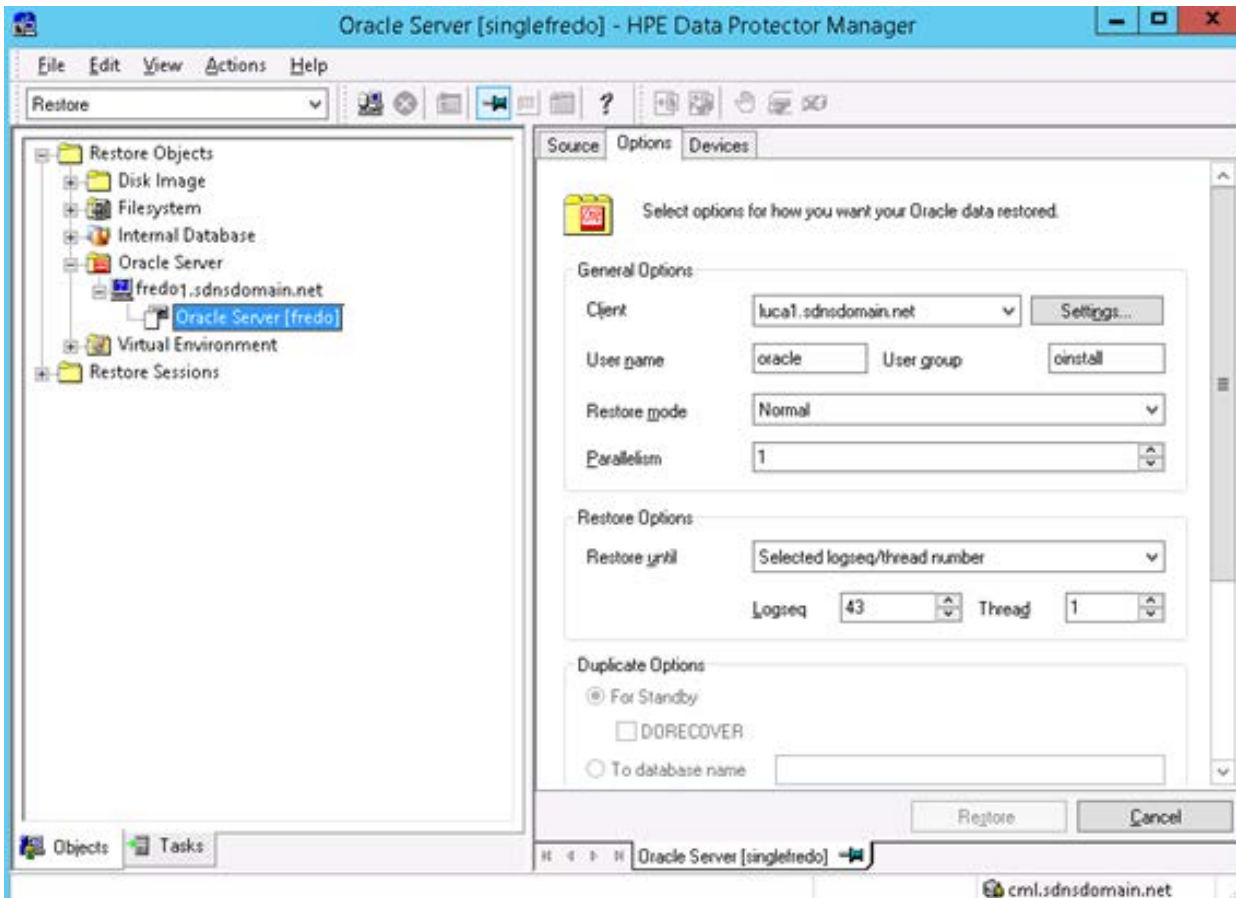 Oracle Server [singlefredo] - HPE Data Protector Manager
File Edit View Actions Help
Restore
Restore Objects
Disk Image
Filesystem
Internal Database
Oracle Server
fredo1.sdnsdomain.net
Oracle Server [fredo]
Virtual Environment
Restore Sessions
Objects Tasks
Source Options Devices
Select options for how you want your Oracle data restored.
General Options
Client luca1.sdnsdomain.net Settings...
User name oracle User group oinstall
Restore mode Normal
Parallelism 1
Restore Options
Restore until Selected logseq/thread number
Logseq 43 Thread 1
Duplicate Options
For Standby
DORECOVER
To database name
Restore Cancel
Oracle Server [singlefredo]
cml.sdnsdomain.net